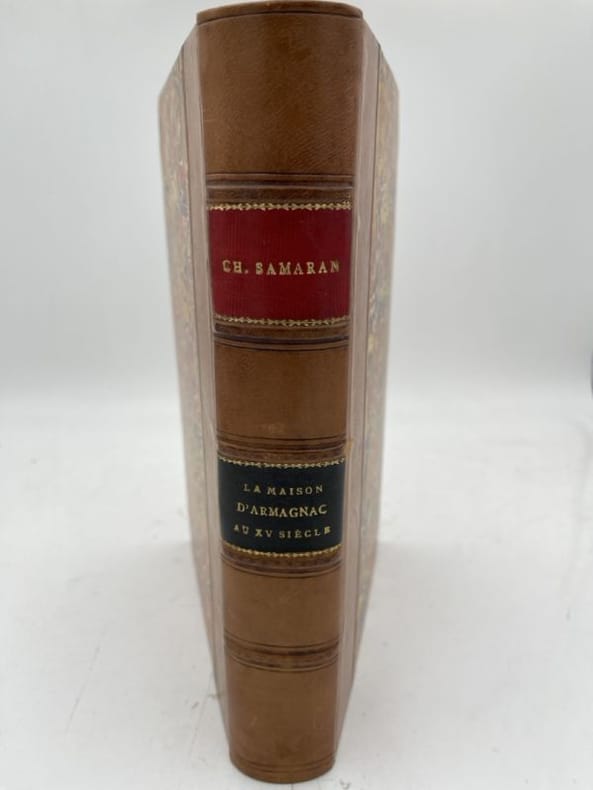 CH. SAMARAN
LA MAISON
D'ARMAGNAC
AU XV SIÈCLE